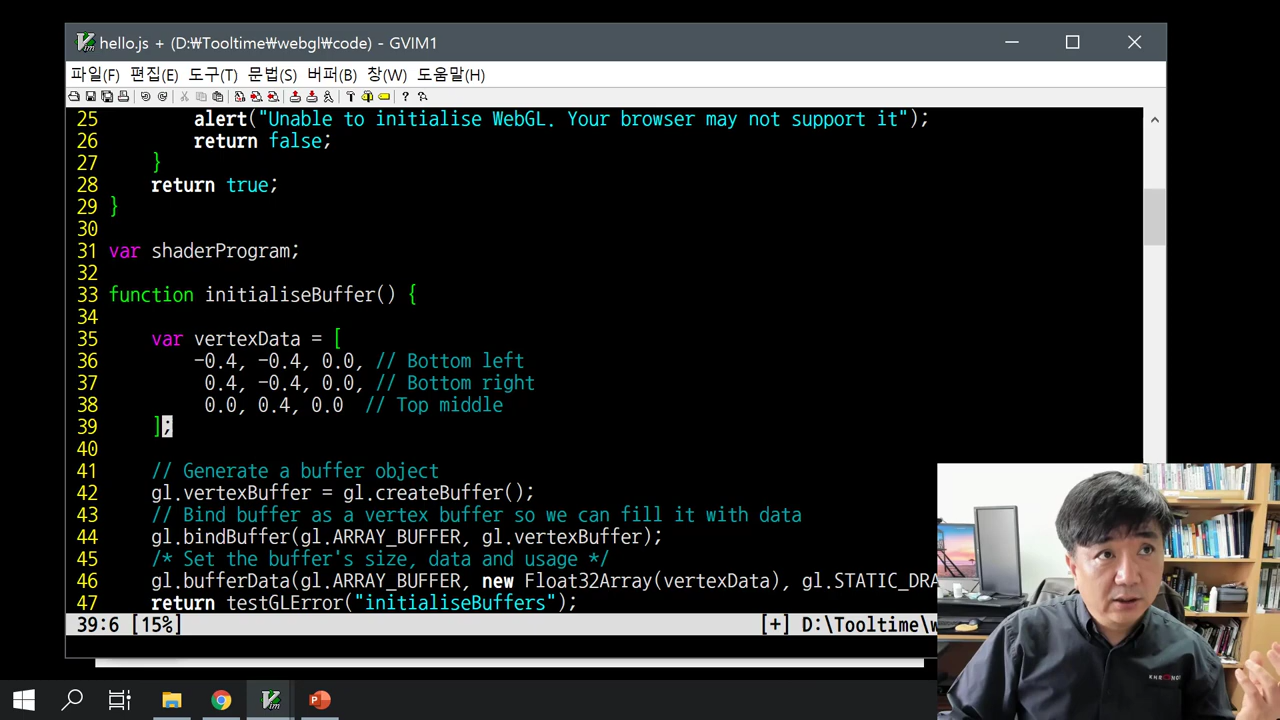 hello.js + (D:₩Tooltime₩webgl₩code) - GVIM1
파일(F) 편집(E) 도구(T) 문법(S) 버퍼(B) 창(W) 도움말(H)
25 alert("Unable to initialise WebGL. Your browser may not support it");
26 return false;
27 }
28 return true;
29 }
30
31 var shaderProgram;
32
33 function initialiseBuffer() {
34
35 var vertexData = [
36 -0.4, -0.4, 0.0, // Bottom left
37 0.4, -0.4, 0.0, // Bottom right
38 0.0, 0.4, 0.0 // Top middle
39 ];
40
41 // Generate a buffer object
42 gl.vertexBuffer = gl.createBuffer();
43 // Bind buffer as a vertex buffer so we can fill it with data
44 gl.bindBuffer(gl.ARRAY_BUFFER, gl.vertexBuffer);
45 /* Set the buffer's size, data and usage */
46 gl.bufferData(gl.ARRAY_BUFFER, new Float32Array(vertexData), gl.STATIC_DRA
47 return testGLError("initialiseBuffers");
39:6 [15%] [+] D:\Tooltime\w